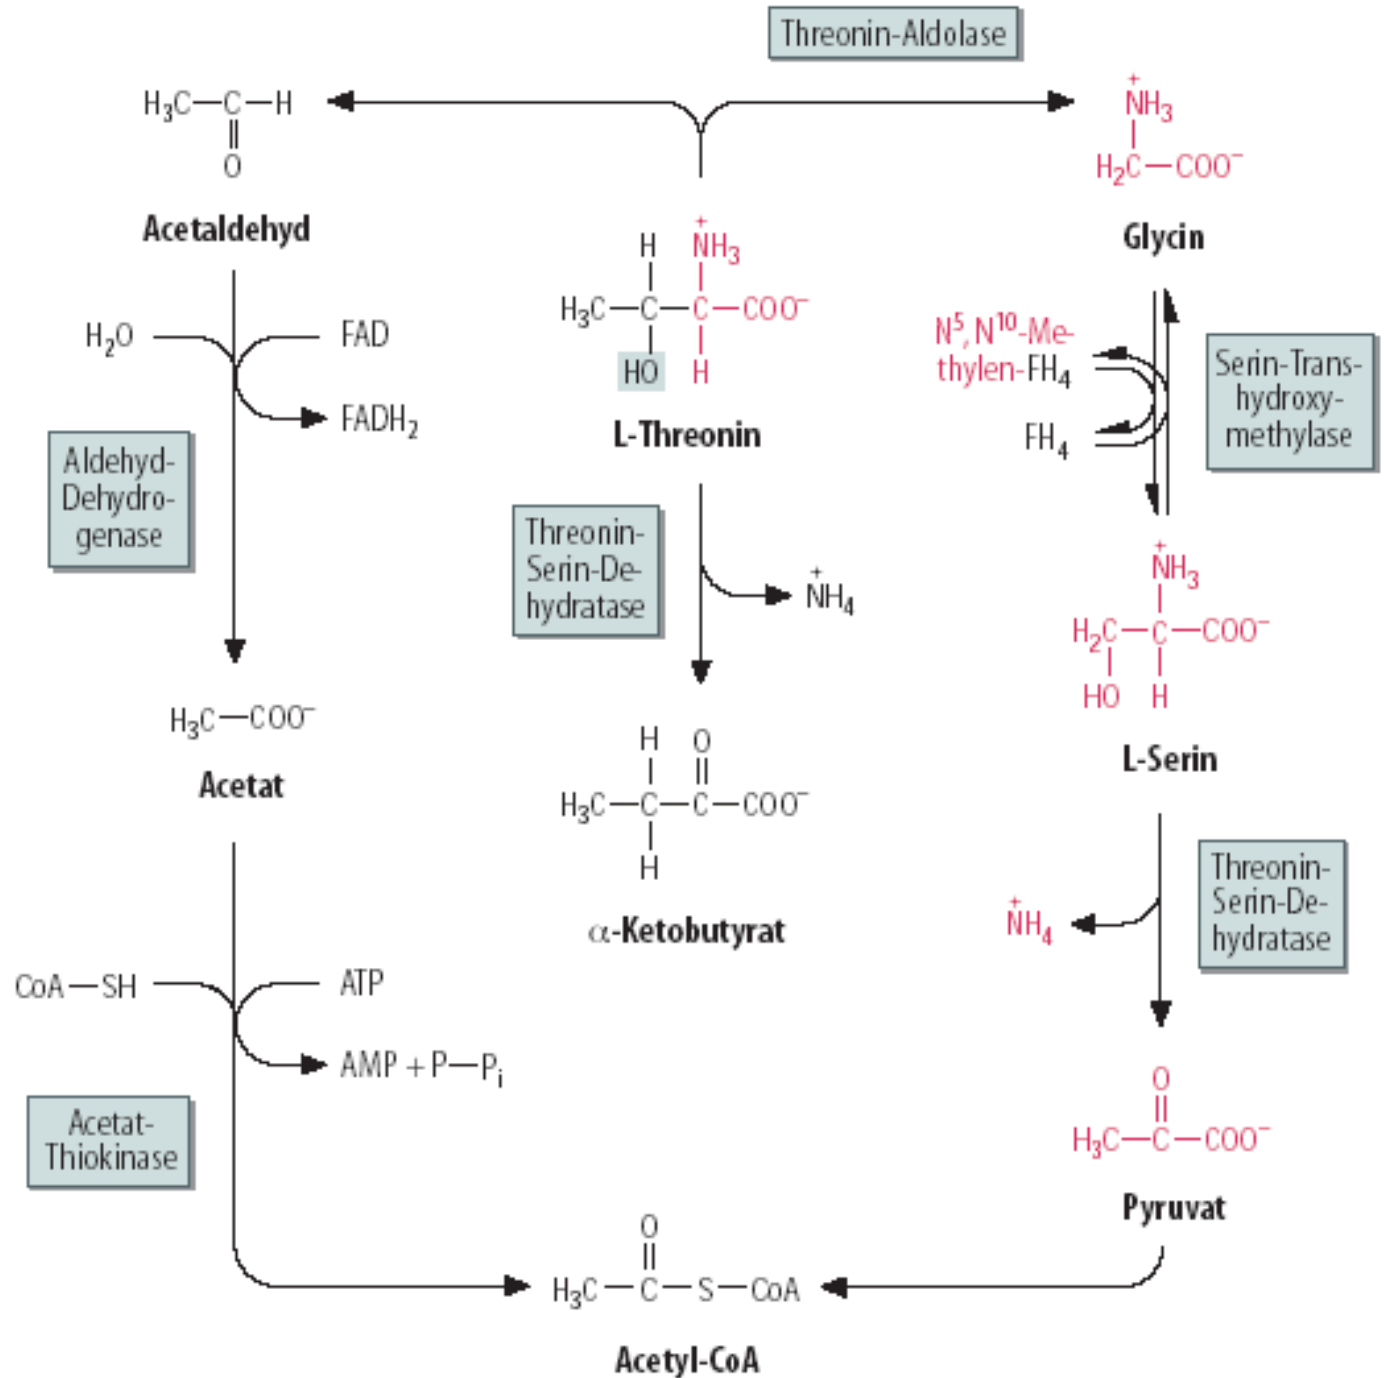 Threonin-Aldolase
H₃C—C—H
O
Acetaldehyd
H₂O
FAD
FADH₂
Aldehyd-
Dehydro-
genase
H₃C—COO⁻
Acetat
CoA—SH
ATP
AMP + P—Pᵢ
Acetat-
Thiokinase
H
+
NH₃
H₃C—C—C—COO⁻
HO
H
L-Threonin
Threonin-
Serin-De-
hydratase
+
NH₄
H
O
H₃C—C—C—COO⁻
H
α-Ketobutyrat
+
NH₃
H₂C—COO⁻
Glycin
N⁵, N¹⁰-Me-
thylen-FH₄
FH₄
Serin-Trans-
hydroxy-
methylase
+
NH₃
H₂C—C—COO⁻
HO
H
L-Serin
Threonin-
Serin-De-
hydratase
+
NH₄
O
H₃C—C—COO⁻
Pyruvat
O
H₃C—C—S—CoA
Acetyl-CoA